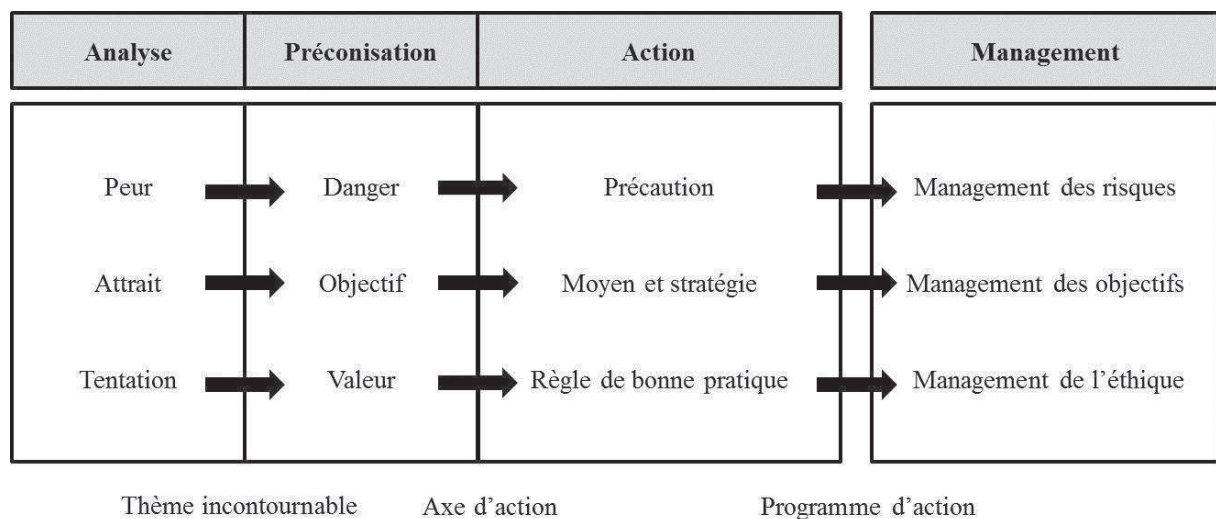 Analyse Préconisation Action Management
Peur Danger Précaution Management des risques
Attrait Objectif Moyen et stratégie Management des objectifs
Tentation Valeur Règle de bonne pratique Management de l’éthique
Thème incontournable Axe d’action Programme d’action